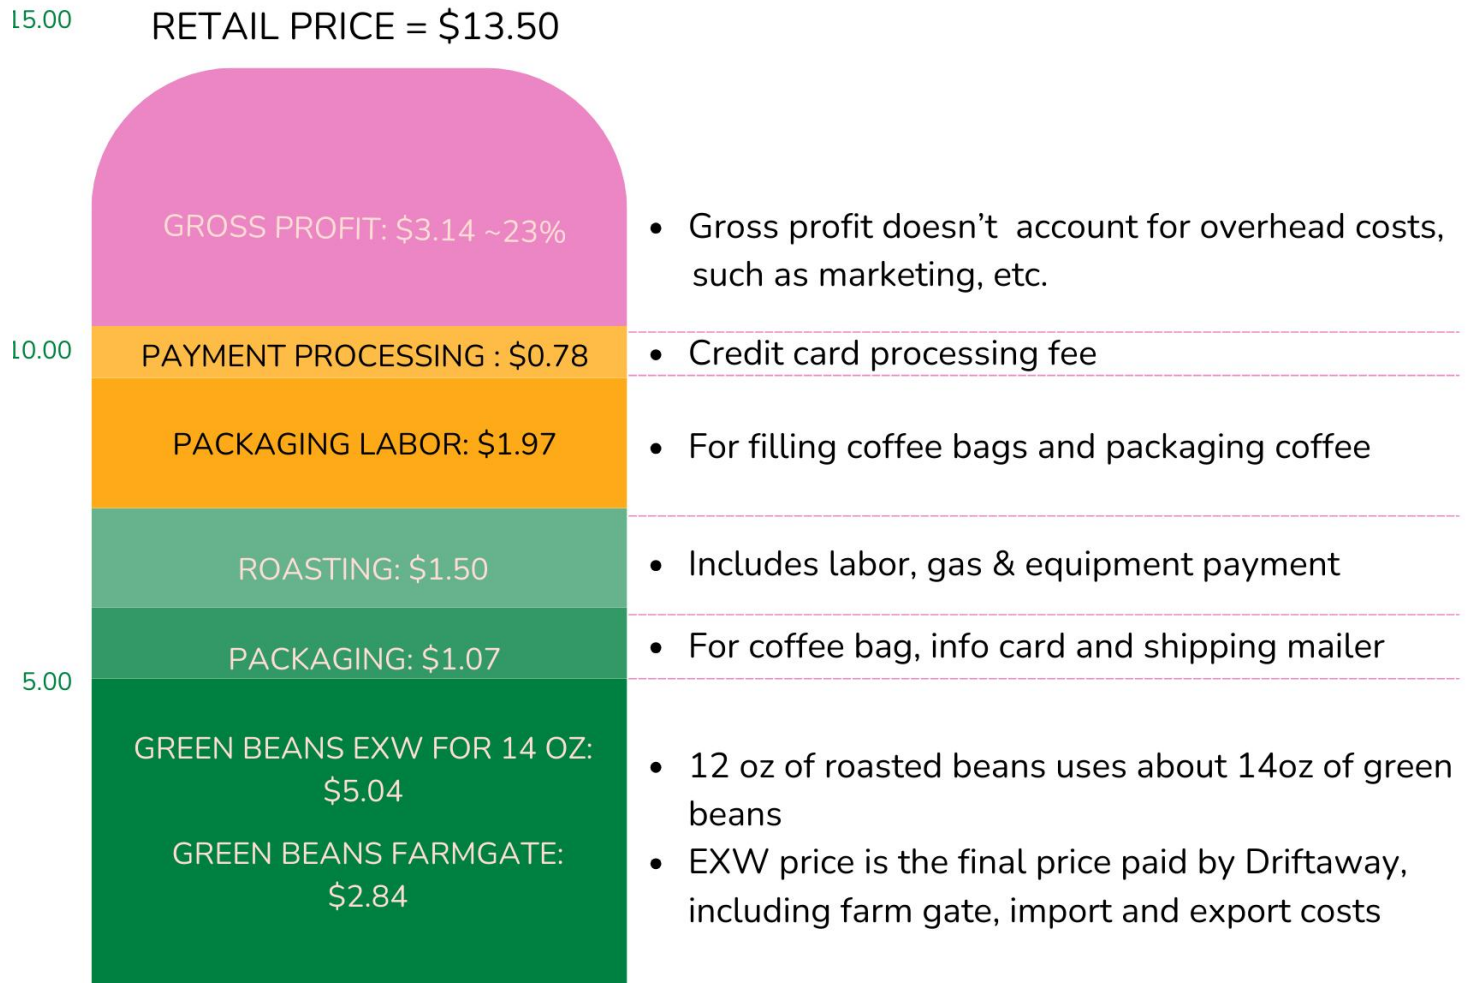 15.00
RETAIL PRICE = $13.50
GROSS PROFIT: $3.14 ~23%
• Gross profit doesn’t  account for overhead costs,
such as marketing, etc.
10.00
PAYMENT PROCESSING : $0.78
• Credit card processing fee
PACKAGING LABOR: $1.97
• For filling coffee bags and packaging coffee
ROASTING: $1.50
• Includes labor, gas & equipment payment
PACKAGING: $1.07
• For coffee bag, info card and shipping mailer
5.00
GREEN BEANS EXW FOR 14 OZ:
$5.04
GREEN BEANS FARMGATE:
$2.84
• 12 oz of roasted beans uses about 14oz of green
beans
• EXW price is the final price paid by Driftaway,
including farm gate, import and export costs